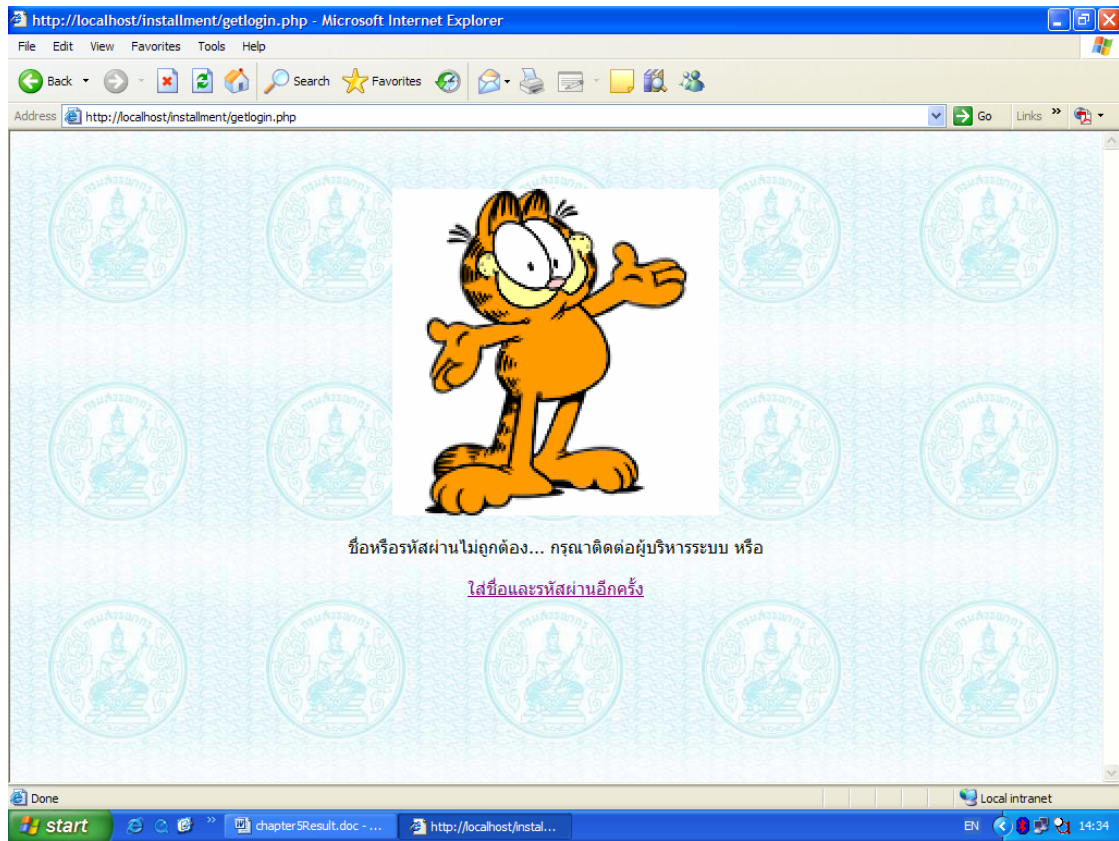 http://localhost/installment/getlogin.php - Microsoft Internet Explorer
File Edit View Favorites Tools Help
Back Search Favorites
Address http://localhost/installment/getlogin.php Go Links »
ชื่อหรือรหัสผ่านไม่ถูกต้อง... กรุณาติดต่อผู้บริหารระบบ หรือ
ใส่ชื่อและรหัสผ่านอีกครั้ง
Done Local intranet
start » chapter5Result.doc - ... http://localhost/instal... EN 14:34